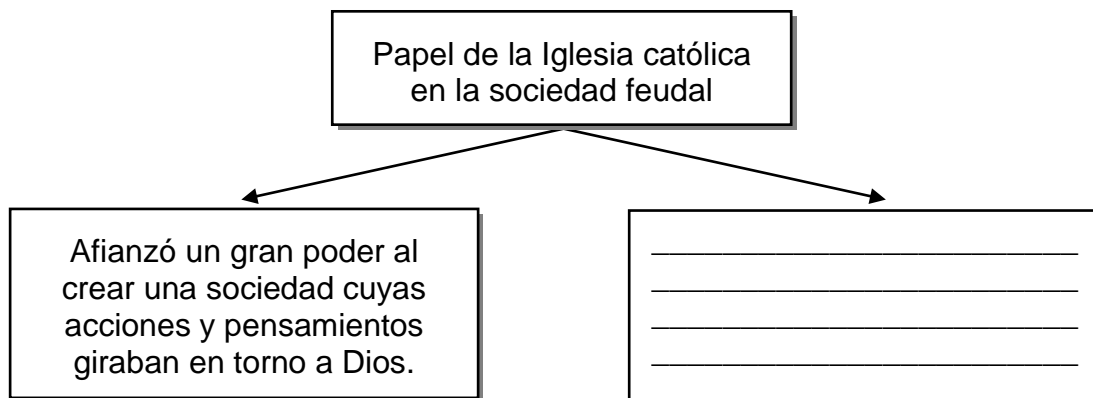 Papel de la Iglesia católica
en la sociedad feudal
Afianzó un gran poder al
crear una sociedad cuyas
acciones y pensamientos
giraban en torno a Dios.